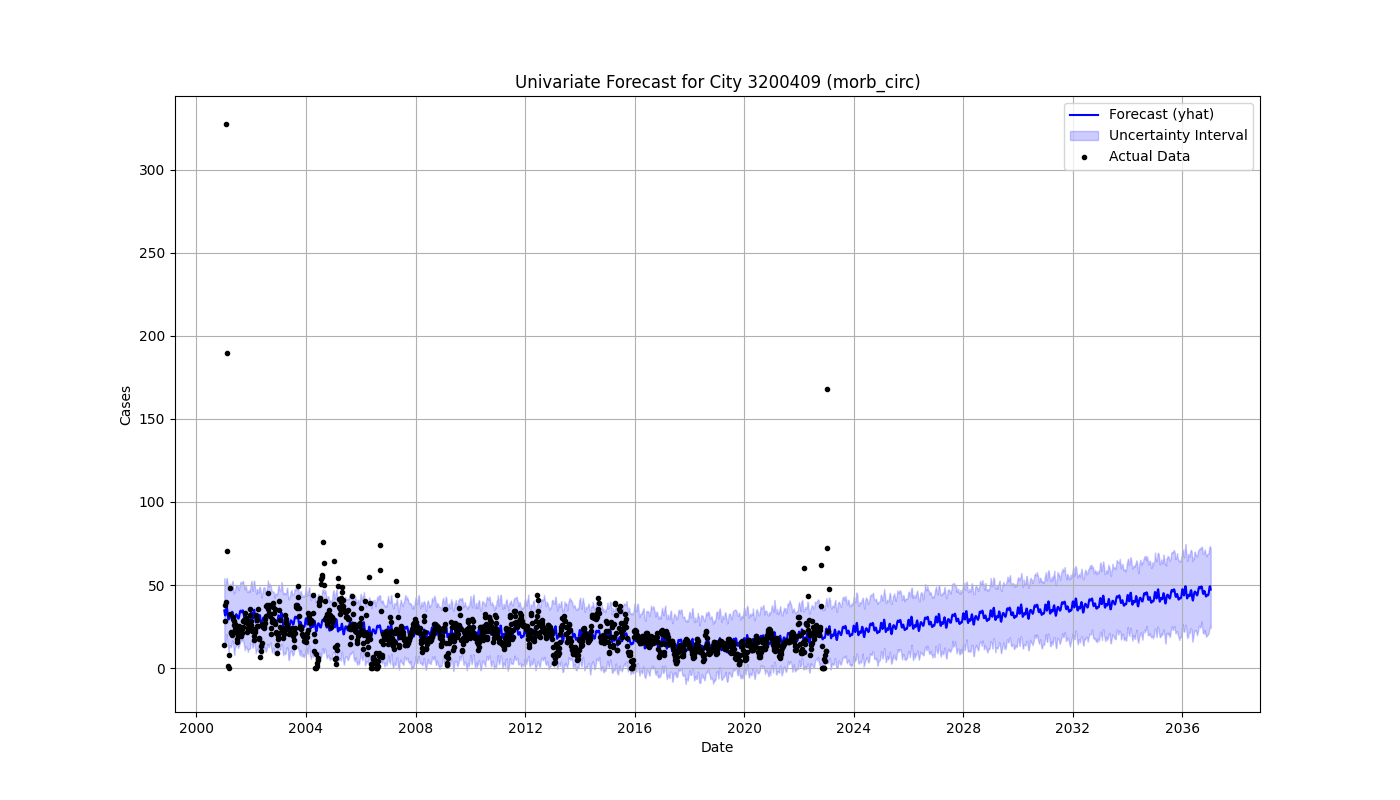 Univariate Forecast for City 3200409 (morb_circ)
Forecast (yhat)
Uncertainty Interval
Actual Data
300
250
200
150
100
50
0
Cases
2000 2004 2008 2012 2016 2020 2024 2028 2032 2036
Date